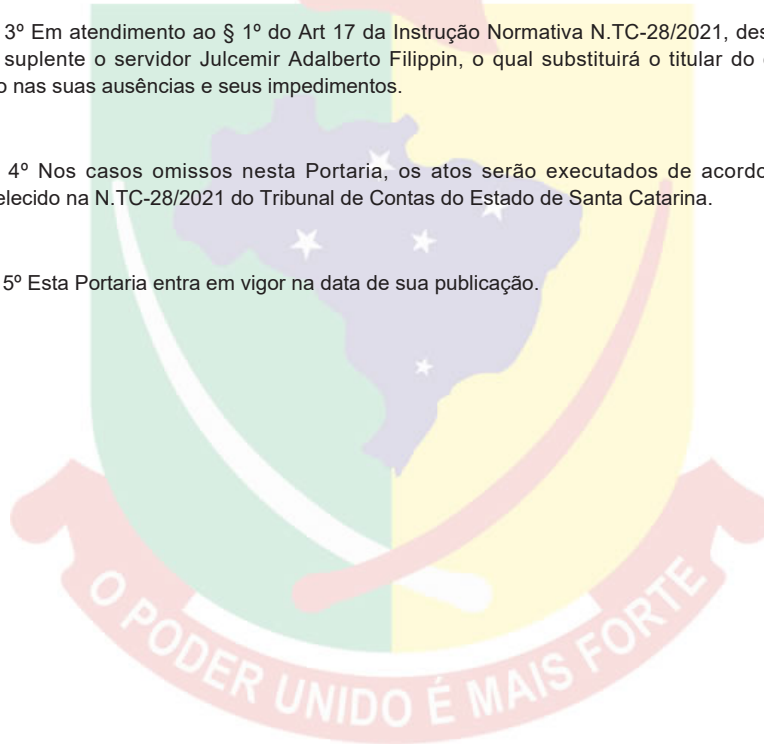 3º Em atendimento ao § 1º do Art 17 da Instrução Normativa N.TC-28/2021, des
suplente o servidor Julcemir Adalberto Filippin, o qual substituirá o titular do
o nas suas ausências e seus impedimentos.
4º Nos casos omissos nesta Portaria, os atos serão executados de acordo
elecido na N.TC-28/2021 do Tribunal de Contas do Estado de Santa Catarina.
5º Esta Portaria entra em vigor na data de sua publicação.
O PODER UNIDO É MAIS FORTE